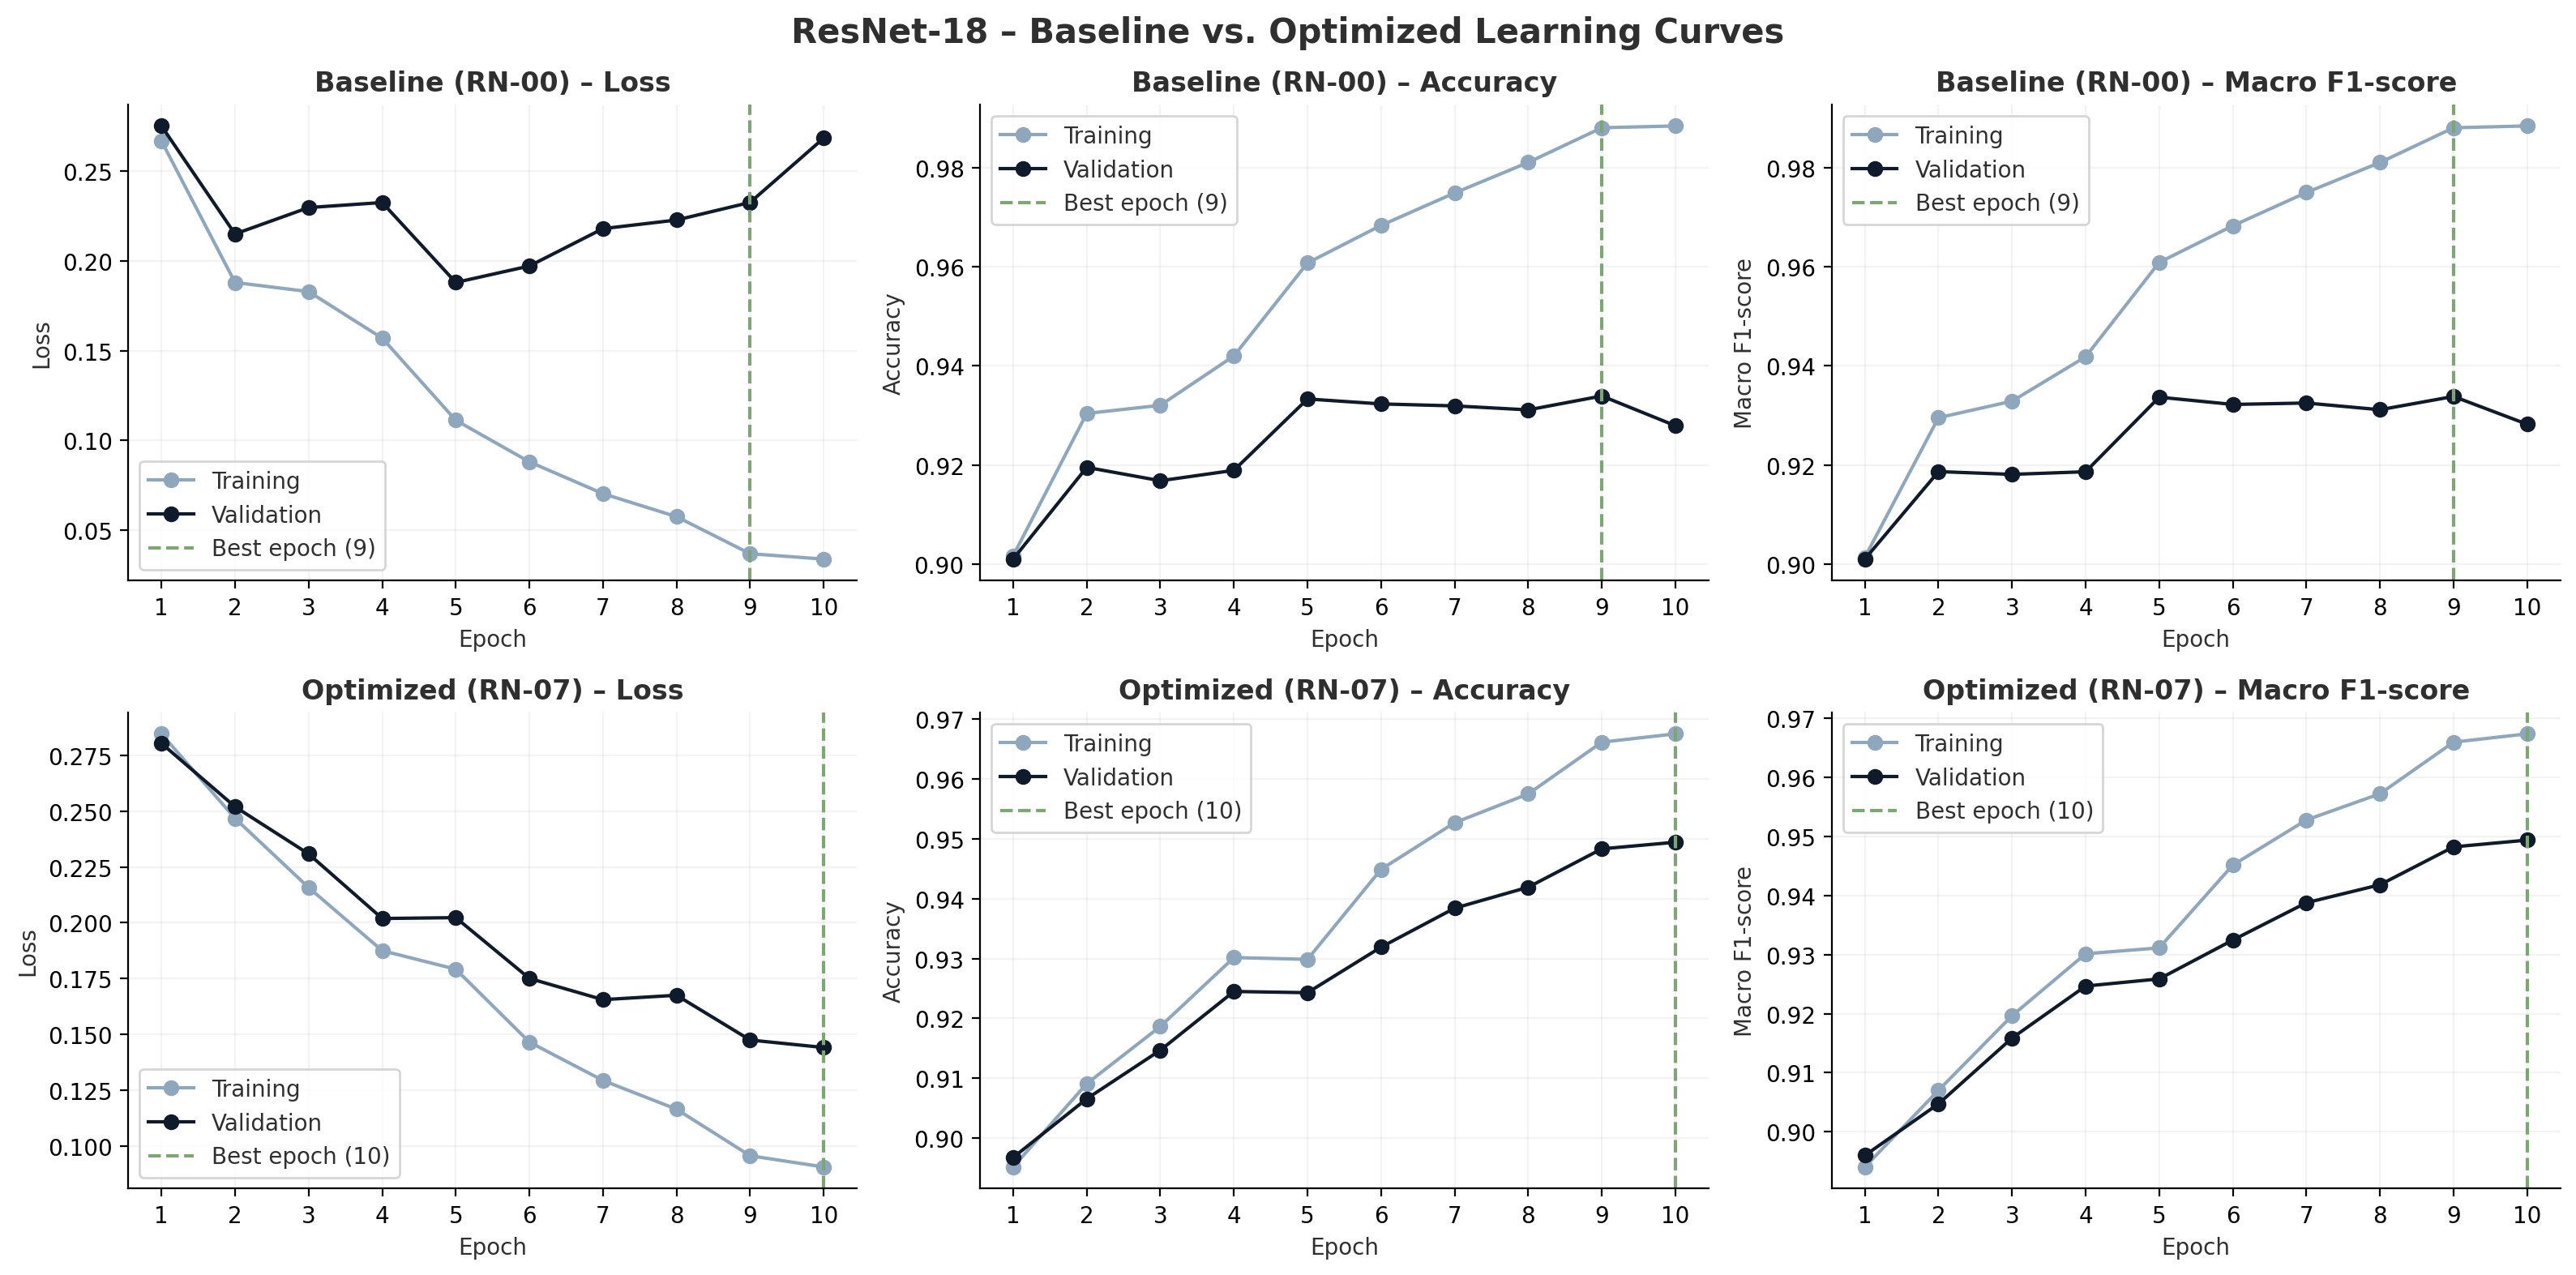 ResNet-18 – Baseline vs. Optimized Learning Curves
Baseline (RN-00) – Loss
Loss
0.25
0.20
0.15
0.10
0.05
Training
Validation
Best epoch (9)
1 2 3 4 5 6 7 8 9 10
Epoch
Baseline (RN-00) – Accuracy
Accuracy
0.98
0.96
0.94
0.92
0.90
Training
Validation
Best epoch (9)
1 2 3 4 5 6 7 8 9 10
Epoch
Baseline (RN-00) – Macro F1-score
Macro F1-score
0.98
0.96
0.94
0.92
0.90
Training
Validation
Best epoch (9)
1 2 3 4 5 6 7 8 9 10
Epoch
Optimized (RN-07) – Loss
Loss
0.275
0.250
0.225
0.200
0.175
0.150
0.125
0.100
Training
Validation
Best epoch (10)
1 2 3 4 5 6 7 8 9 10
Epoch
Optimized (RN-07) – Accuracy
Accuracy
0.97
0.96
0.95
0.94
0.93
0.92
0.91
0.90
Training
Validation
Best epoch (10)
1 2 3 4 5 6 7 8 9 10
Epoch
Optimized (RN-07) – Macro F1-score
Macro F1-score
0.97
0.96
0.95
0.94
0.93
0.92
0.91
0.90
Training
Validation
Best epoch (10)
1 2 3 4 5 6 7 8 9 10
Epoch